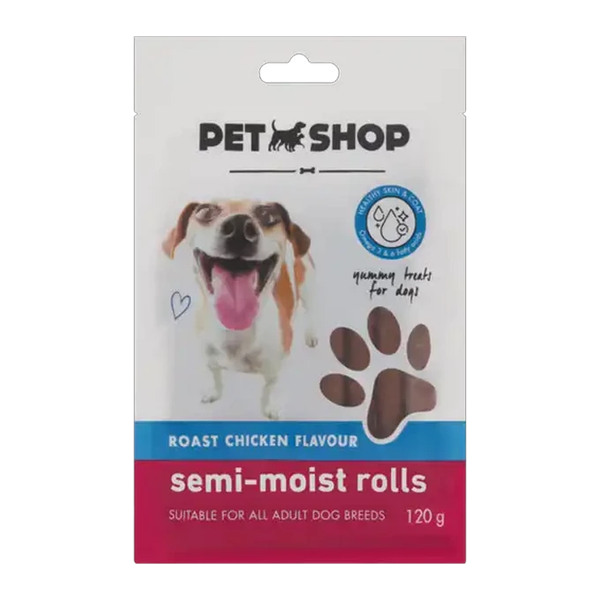 PET SHOP
HEALTHY SKIN & COAT
Omega 3 & 6 fatty acids
yummy treats
for dogs
ROAST CHICKEN FLAVOUR
semi-moist rolls
SUITABLE FOR ALL ADULT DOG BREEDS 120 g